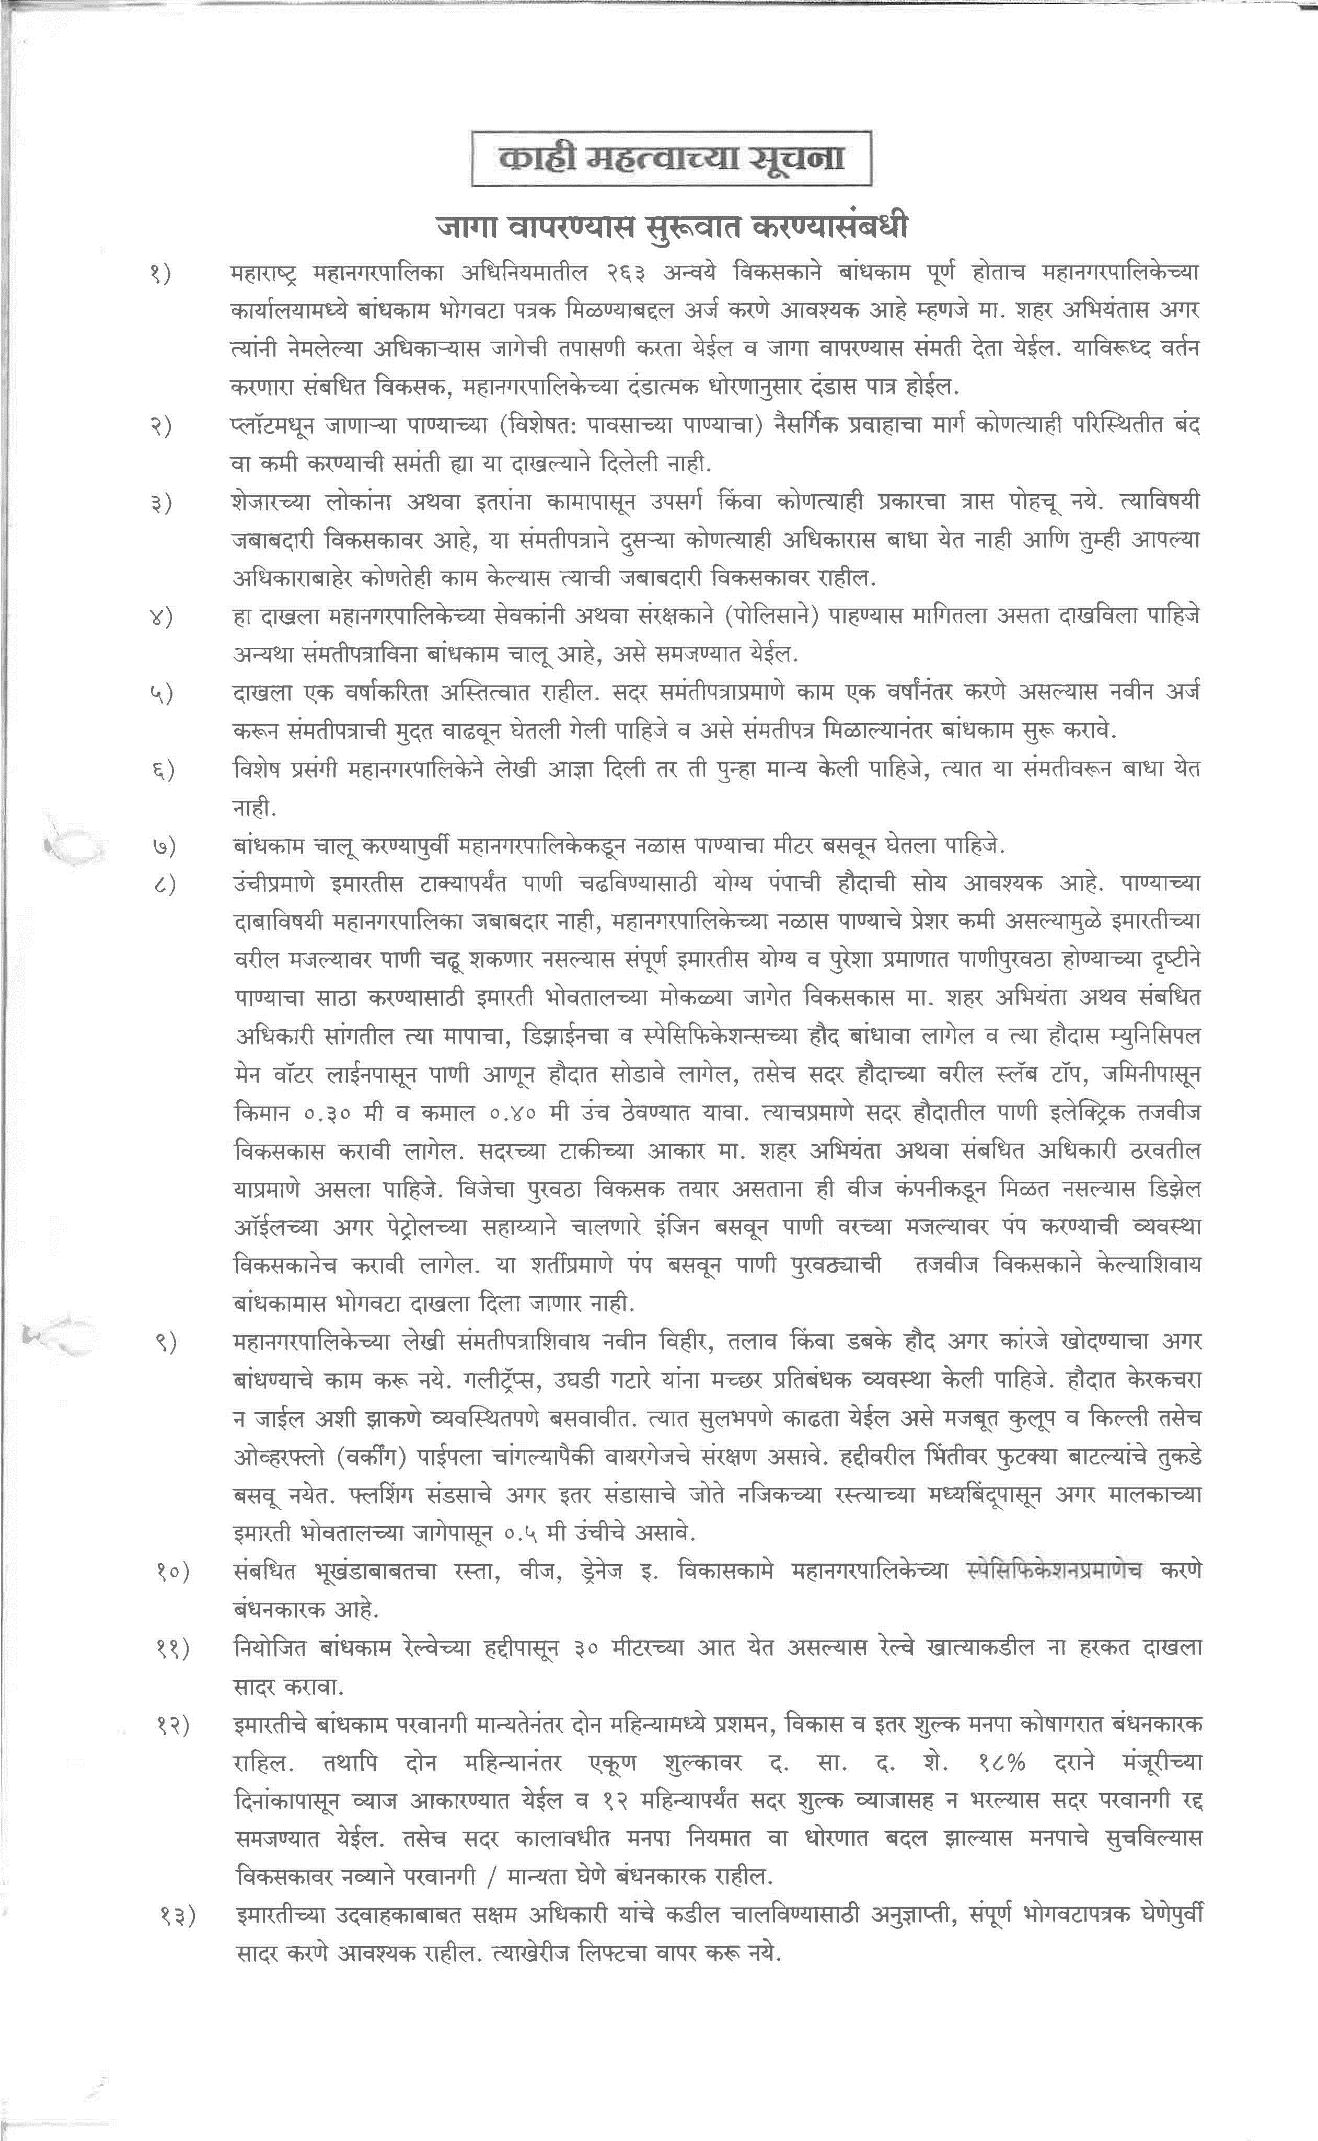 काही महत्वाच्या सूचना
जागा वापरण्यास सुरूवात करण्यासंबधी
१) महाराष्ट्र महानगरपालिका अधिनियमातील २६३ अन्वये विकसकाने बांधकाम पूर्ण होताच महानगरपालिकेच्या
कार्यालयामध्ये बांधकाम भोगवटा पत्रक मिळण्याबद्दल अर्ज करणे आवश्यक आहे म्हणजे मा. शहर अभियंतास अगर
त्यांनी नेमलेल्या अधिकाऱ्यास जागेची तपासणी करता येईल व जागा वापरण्यास संमती देता येईल. याविरूध्द वर्तन
करणारा संबधित विकसक, महानगरपालिकेच्या दंडात्मक धोरणानुसार दंडास पात्र होईल.
२) प्लॉटमधून जाणाऱ्या पाण्याच्या (विशेषत: पावसाच्या पाण्याचा) नैसर्गिक प्रवाहाचा मार्ग कोणत्याही परिस्थितीत बंद
वा कमी करण्याची समंती ह्या या दाखल्याने दिलेली नाही.
३) शेजारच्या लोकांना अथवा इतरांना कामापासून उपसर्ग किंवा कोणत्याही प्रकारचा त्रास पोहचू नये. त्याविषयी
जबाबदारी विकसकावर आहे, या संमतीपत्राने दुसऱ्या कोणत्याही अधिकारास बाधा येत नाही आणि तुम्ही आपल्या
अधिकाराबाहेर कोणतेही काम केल्यास त्याची जबाबदारी विकसकावर राहील.
४) हा दाखला महानगरपालिकेच्या सेवकांनी अथवा संरक्षकाने (पोलिसाने) पाहण्यास मागितला असता दाखविला पाहिजे
अन्यथा संमतीपत्राविना बांधकाम चालू आहे, असे समजण्यात येईल.
५) दाखला एक वर्षाकरिता अस्तित्वात राहील. सदर समंतीपत्राप्रमाणे काम एक वर्षानंतर करणे असल्यास नवीन अर्ज
करून संमतीपत्राची मुदत वाढवून घेतली गेली पाहिजे व असे संमतीपत्र मिळाल्यानंतर बांधकाम सुरू करावे.
६) विशेष प्रसंगी महानगरपालिकेने लेखी आज्ञा दिली तर ती पुन्हा मान्य केली पाहिजे, त्यात या संमतीवरून बाधा येत
नाही.
७) बांधकाम चालू करण्यापुर्वी महानगरपालिकेकडून नळास पाण्याचा मीटर बसवून घेतला पाहिजे.
८) उंचीप्रमाणे इमारतीस टाक्यापर्यंत पाणी चढविण्यासाठी योग्य पंपाची हौदाची सोय आवश्यक आहे. पाण्याच्या
दाबाविषयी महानगरपालिका जबाबदार नाही, महानगरपालिकेच्या नळास पाण्याचे प्रेशर कमी असल्यामुळे इमारतीच्या
वरील मजल्यावर पाणी चढू शकणार नसल्यास संपूर्ण इमारतीस योग्य व पुरेशा प्रमाणात पाणीपुरवठा होण्याच्या दृष्टीने
पाण्याचा साठा करण्यासाठी इमारती भोवतालच्या मोकळ्या जागेत विकसकास मा. शहर अभियंता अथव संबधित
अधिकारी सांगतील त्या मापाचा, डिझाईनचा व स्पेसिफिकेशन्सच्या हौद बांधावा लागेल व त्या हौदास म्युनिसिपल
मेन वॉटर लाईनपासून पाणी आणून हौदात सोडावे लागेल, तसेच सदर हौदाच्या वरील स्लॅब टॉप, जमिनीपासून
किमान ०.३० मी व कमाल ०.४० मी उंच ठेवण्यात यावा. त्याचप्रमाणे सदर हौदातील पाणी इलेक्ट्रिक तजवीज
विकसकास करावी लागेल. सदरच्या टाकीच्या आकार मा. शहर अभियंता अथवा संबधित अधिकारी ठरवतील
याप्रमाणे असला पाहिजे. विजेचा पुरवठा विकसक तयार असताना ही वीज कंपनीकडून मिळत नसल्यास डिझेल
ऑईलच्या अगर पेट्रोलच्या सहाय्याने चालणारे इंजिन बसवून पाणी वरच्या मजल्यावर पंप करण्याची व्यवस्था
विकसकानेच करावी लागेल. या शर्तीप्रमाणे पंप बसवून पाणी पुरवठ्याची तजवीज विकसकाने केल्याशिवाय
बांधकामास भोगवटा दाखला दिला जाणार नाही.
९) महानगरपालिकेच्या लेखी संमतीपत्राशिवाय नवीन विहीर, तलाव किंवा डबके हौद अगर कांरजे खोदण्याचा अगर
बांधण्याचे काम करू नये. गलीट्रॅप्स, उघडी गटारे यांना मच्छर प्रतिबंधक व्यवस्था केली पाहिजे. हौदात केरकचरा
न जाईल अशी झाकणे व्यवस्थितपणे बसवावीत. त्यात सुलभपणे काढता येईल असे मजबूत कुलूप व किल्ली तसेच
ओव्हरफ्लो (वर्कींग) पाईपला चांगल्यापैकी वायरगेजचे संरक्षण असावे. हद्दीवरील भिंतीवर फुटक्या बाटल्यांचे तुकडे
बसवू नयेत. फ्लशिंग संडसाचे अगर इतर संडासाचे जोते नजिकच्या रस्त्याच्या मध्यबिंदूपासून अगर मालकाच्या
इमारती भोवतालच्या जागेपासून ०.५ मी उंचीचे असावे.
१०) संबधित भूखंडाबाबतचा रस्ता, वीज, ड्रेनेज इ. विकासकामे महानगरपालिकेच्या स्पेसिफिकेशनप्रमाणेच करणे
बंधनकारक आहे.
११) नियोजित बांधकाम रेल्वेच्या हद्दीपासून ३० मीटरच्या आत येत असल्यास रेल्वे खात्याकडील ना हरकत दाखला
सादर करावा.
१२) इमारतीचे बांधकाम परवानगी मान्यतेनंतर दोन महिन्यामध्ये प्रशमन, विकास व इतर शुल्क मनपा कोषागरात बंधनकारक
राहिल. तथापि दोन महिन्यानंतर एकूण शुल्कावर द. सा. द. शे. १८% दराने मंजूरीच्या
दिनांकापासून व्याज आकारण्यात येईल व १२ महिन्यापर्यंत सदर शुल्क व्याजासह न भरल्यास सदर परवानगी रद्द
समजण्यात येईल. तसेच सदर कालावधीत मनपा नियमात वा धोरणात बदल झाल्यास मनपाचे सुचविल्यास
विकसकावर नव्याने परवानगी / मान्यता घेणे बंधनकारक राहील.
१३) इमारतीच्या उदवाहकाबाबत सक्षम अधिकारी यांचे कडील चालविण्यासाठी अनुज्ञाप्ती, संपूर्ण भोगवटापत्रक घेणेपुर्वी
सादर करणे आवश्यक राहील. त्याखेरीज लिफ्टचा वापर करू नये.